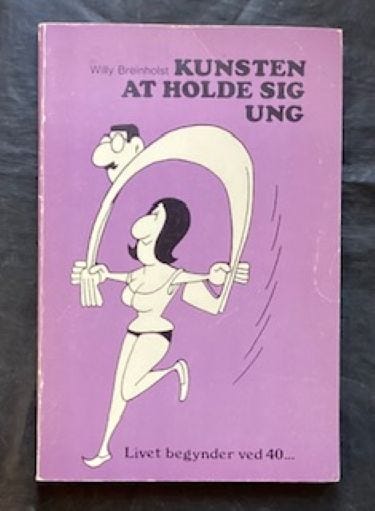 Willy Breinholst KUNSTEN
AT HOLDE SIG
UNG
Livet begynder ved 40...